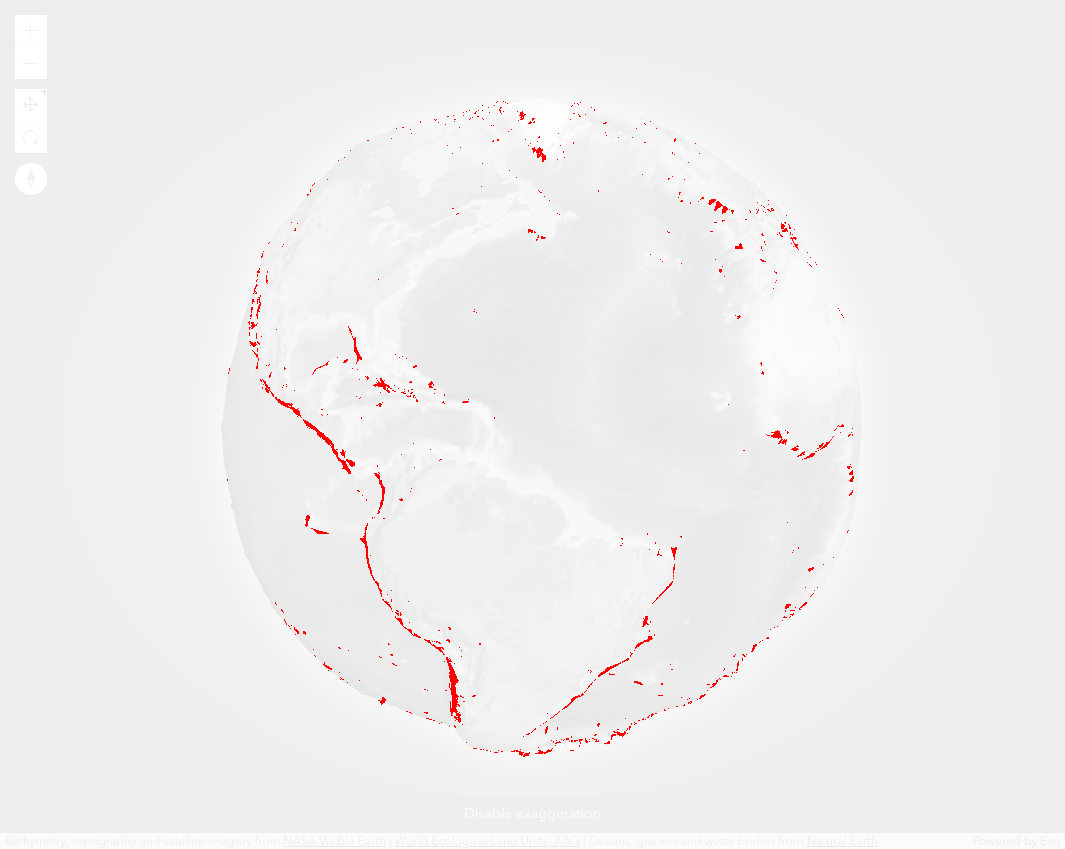 Disable exaggeration
Bathymetry, topography and satellite imagery from NASA Visible Earth | World Ecological Land Units, AAG | Oceans, glaciers and water bodies from Natural Earth
Powered by Esri